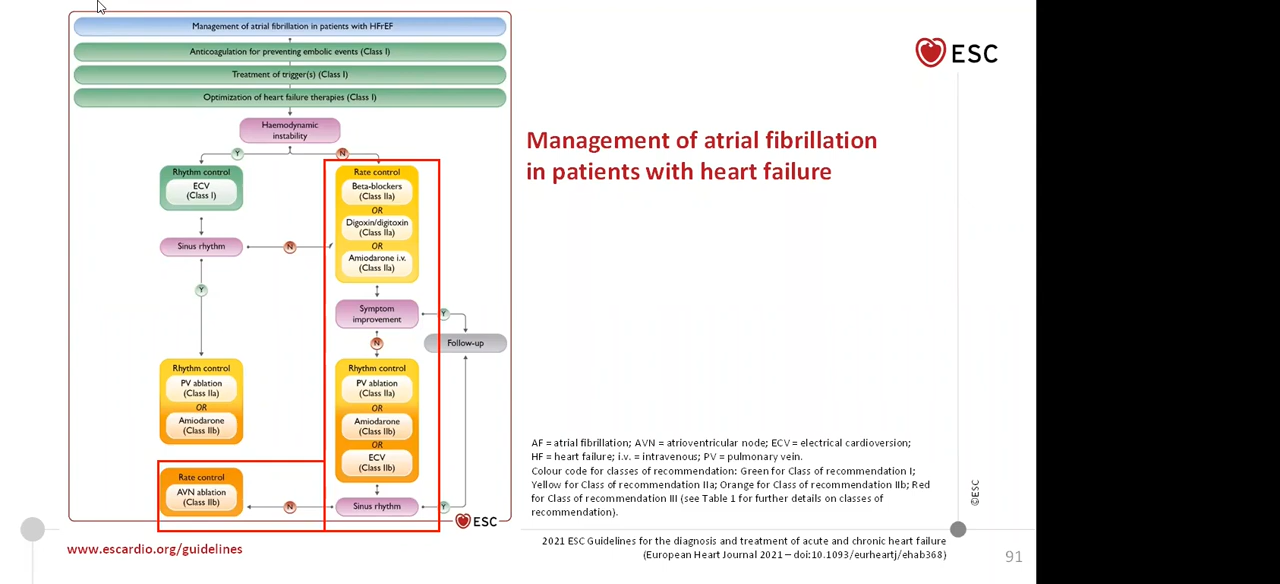 Management of atrial fibrillation in patients with HFrEF
Anticoagulation for preventing embolic events (Class I)
Treatment of trigger(s) (Class I)
Optimization of heart failure therapies (Class I)
Haemodynamic
instability
Y
N
Rhythm control
ECV
(Class I)
Rate control
Beta-blockers
(Class IIa)
OR
Digoxin/digitoxin
(Class IIa)
OR
Amiodarone i.v.
(Class IIa)
Sinus rhythm
N
Y
Symptom
improvement
Y
N
Follow-up
Rhythm control
PV ablation
(Class IIa)
OR
Amiodarone
(Class IIb)
Rhythm control
PV ablation
(Class IIa)
OR
Amiodarone
(Class IIb)
OR
ECV
(Class IIb)
Rate control
AVN ablation
(Class IIb)
N
Sinus rhythm
Y
ESC
ESC
Management of atrial fibrillation
in patients with heart failure
AF = atrial fibrillation; AVN = atrioventricular node; ECV = electrical cardioversion;
HF = heart failure; i.v. = intravenous; PV = pulmonary vein.
Colour code for classes of recommendation: Green for Class of recommendation I;
Yellow for Class of recommendation IIa; Orange for Class of recommendation IIb; Red
for Class of recommendation III (see Table 1 for further details on classes of
recommendation).
©ESC
www.escardio.org/guidelines
2021 ESC Guidelines for the diagnosis and treatment of acute and chronic heart failure
(European Heart Journal 2021 – doi:10.1093/eurheartj/ehab368)
91